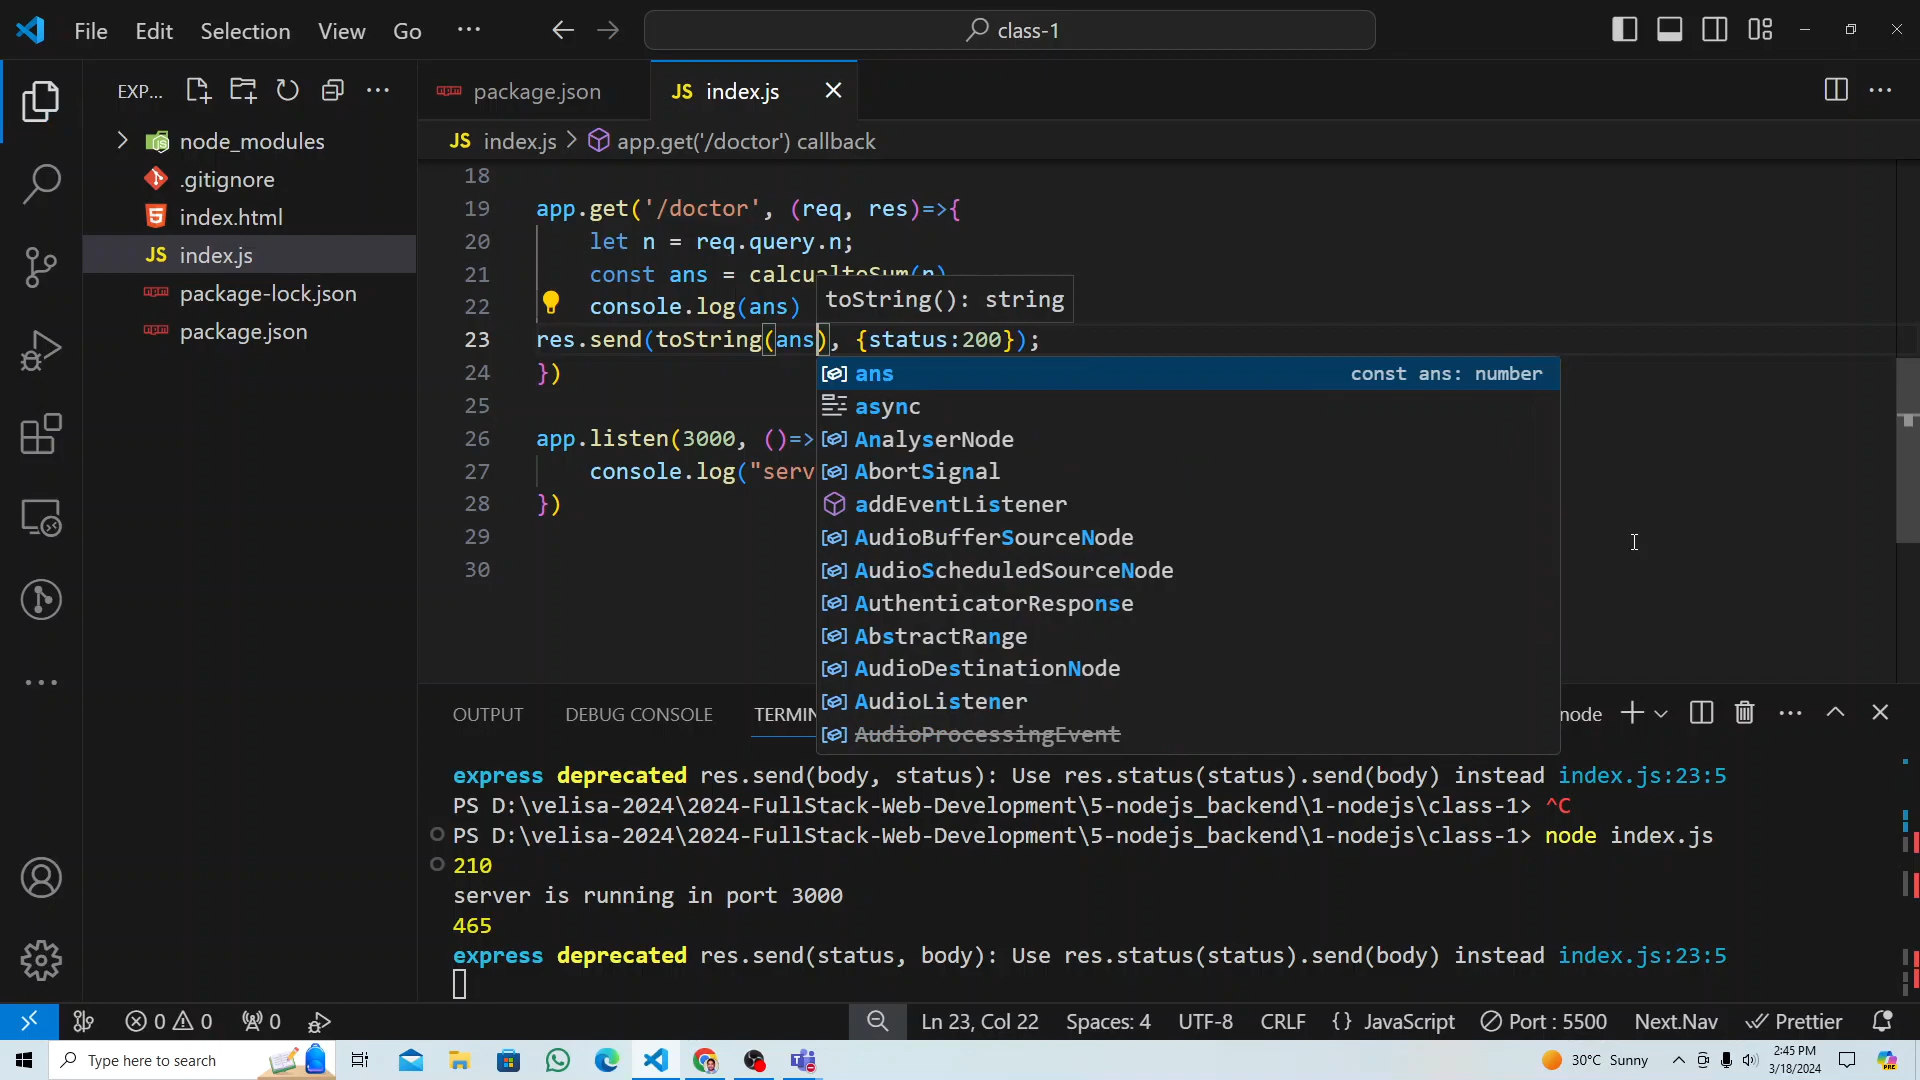 File Edit Selection View Go ··· class-1
EXP...
package.json
JS index.js
node_modules
.gitignore
index.html
JS index.js
package-lock.json
package.json
JS index.js > app.get('/doctor') callback
18
19 app.get('/doctor', (req, res)=>{
20 let n = req.query.n;
21 const ans = calcualteSum(n)
22 console.log(ans)
toString(): string
23 res.send(toString(ans), {status:200});
24 })
25
26 app.listen(3000, ()=>
27 console.log("serv
28 })
29
30
ans const ans: number
async
AnalyserNode
AbortSignal
addEventListener
AudioBufferSourceNode
AudioScheduledSourceNode
AuthenticatorResponse
AbstractRange
AudioDestinationNode
AudioListener
AudioProcessingEvent
OUTPUT DEBUG CONSOLE TERMIN node
express deprecated res.send(body, status): Use res.status(status).send(body) instead index.js:23:5
PS D:\velisa-2024\2024-FullStack-Web-Development\5-nodejs_backend\1-nodejs\class-1> ^C
PS D:\velisa-2024\2024-FullStack-Web-Development\5-nodejs_backend\1-nodejs\class-1> node index.js
210
server is running in port 3000
465
express deprecated res.send(status, body): Use res.status(status).send(body) instead index.js:23:5
0 0 0 Ln 23, Col 22 Spaces: 4 UTF-8 CRLF {} JavaScript Port : 5500 Next.Nav Prettier
Type here to search 30°C Sunny 2:45 PM
3/18/2024